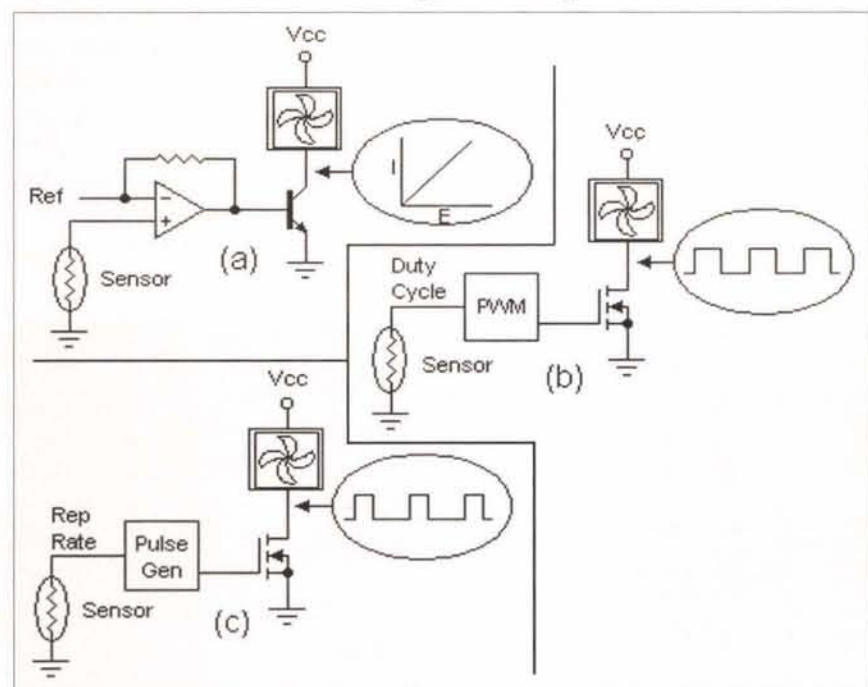 Vcc
Ref
−
+
Sensor
(a)
I
E
Vcc
Duty
Cycle
PWM
Sensor
(b)
Vcc
Rep
Rate
Pulse
Gen
Sensor
(c)